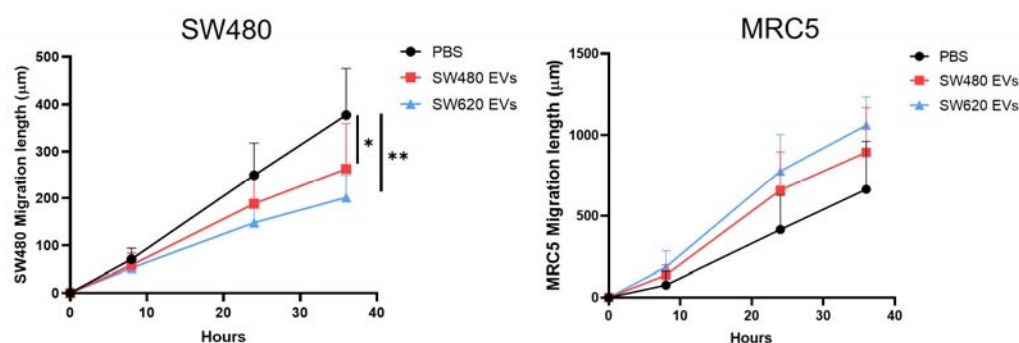 SW480
SW480 Migration length (μm)
500
400
300
200
100
0
0 10 20 30 40
Hours
PBS
SW480 EVs
SW620 EVs
*
**
MRC5
MRC5 Migration length (μm)
1500
1000
500
0
0 10 20 30 40
Hours
PBS
SW480 EVs
SW620 EVs